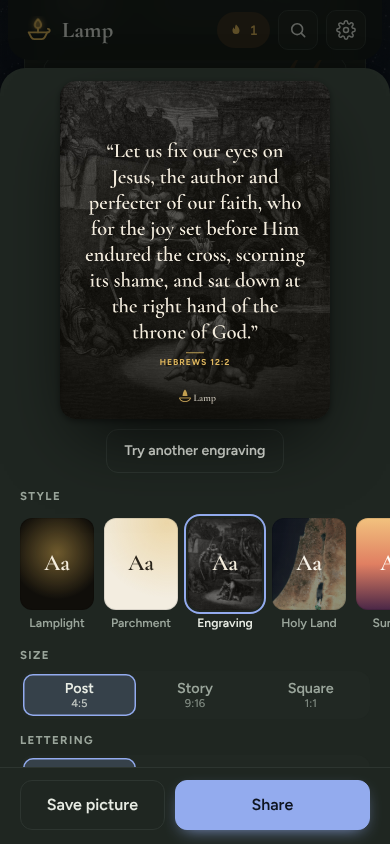 Lamp
1
“Let us fix our eyes on
Jesus, the author and
perfecter of our faith, who
for the joy set before Him
endured the cross, scorning
its shame, and sat down at
the right hand of the
throne of God.”
HEBREWS 12:2
Lamp
Try another engraving
STYLE
Aa
Aa
Aa
Aa
Lamplight
Parchment
Engraving
Holy Land
SIZE
Post
4:5
Story
9:16
Square
1:1
LETTERING
Save picture
Share